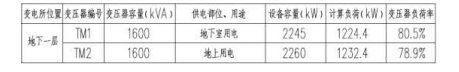 变电所位置 变压器编号 变压器容量(kVA) 供电部位、用途 设备容量(kW) 计算负荷(kW) 变压器负荷率
地下一层 TM1 1600 地下室用电 2245 1224.4 80.5%
TM2 1600 地上用电 2260 1232.4 78.9%